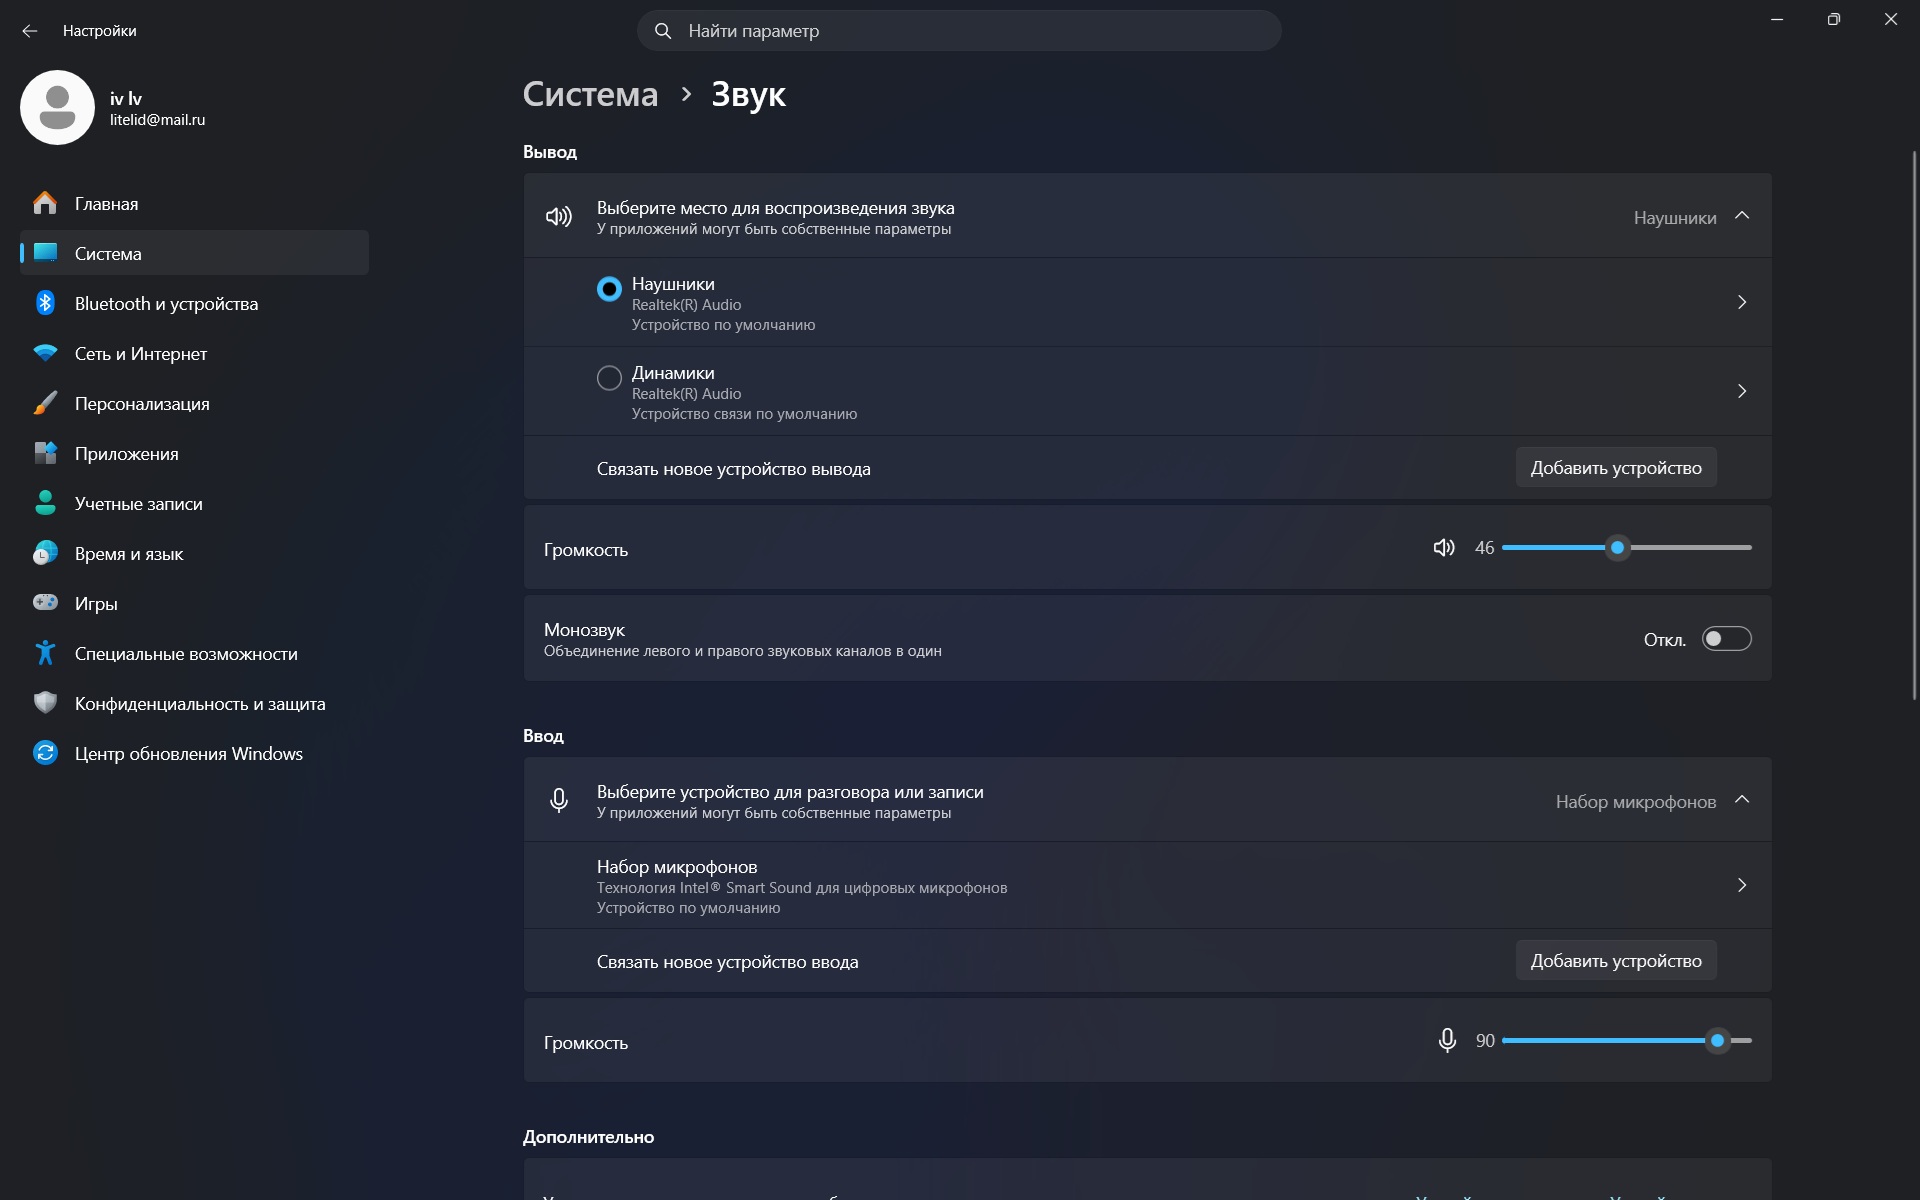 Настройки
Найти параметр
iv lv
litelid@mail.ru
Главная
Система
Bluetooth и устройства
Сеть и Интернет
Персонализация
Приложения
Учетные записи
Время и язык
Игры
Специальные возможности
Конфиденциальность и защита
Центр обновления Windows
Система > Звук
Вывод
Выберите место для воспроизведения звука
У приложений могут быть собственные параметры
Наушники
Наушники
Realtek(R) Audio
Устройство по умолчанию
Динамики
Realtek(R) Audio
Устройство связи по умолчанию
Связать новое устройство вывода
Добавить устройство
Громкость
46
Монозвук
Объединение левого и правого звуковых каналов в один
Откл.
Ввод
Выберите устройство для разговора или записи
У приложений могут быть собственные параметры
Набор микрофонов
Набор микрофонов
Технология Intel® Smart Sound для цифровых микрофонов
Устройство по умолчанию
Связать новое устройство ввода
Добавить устройство
Громкость
90
Дополнительно